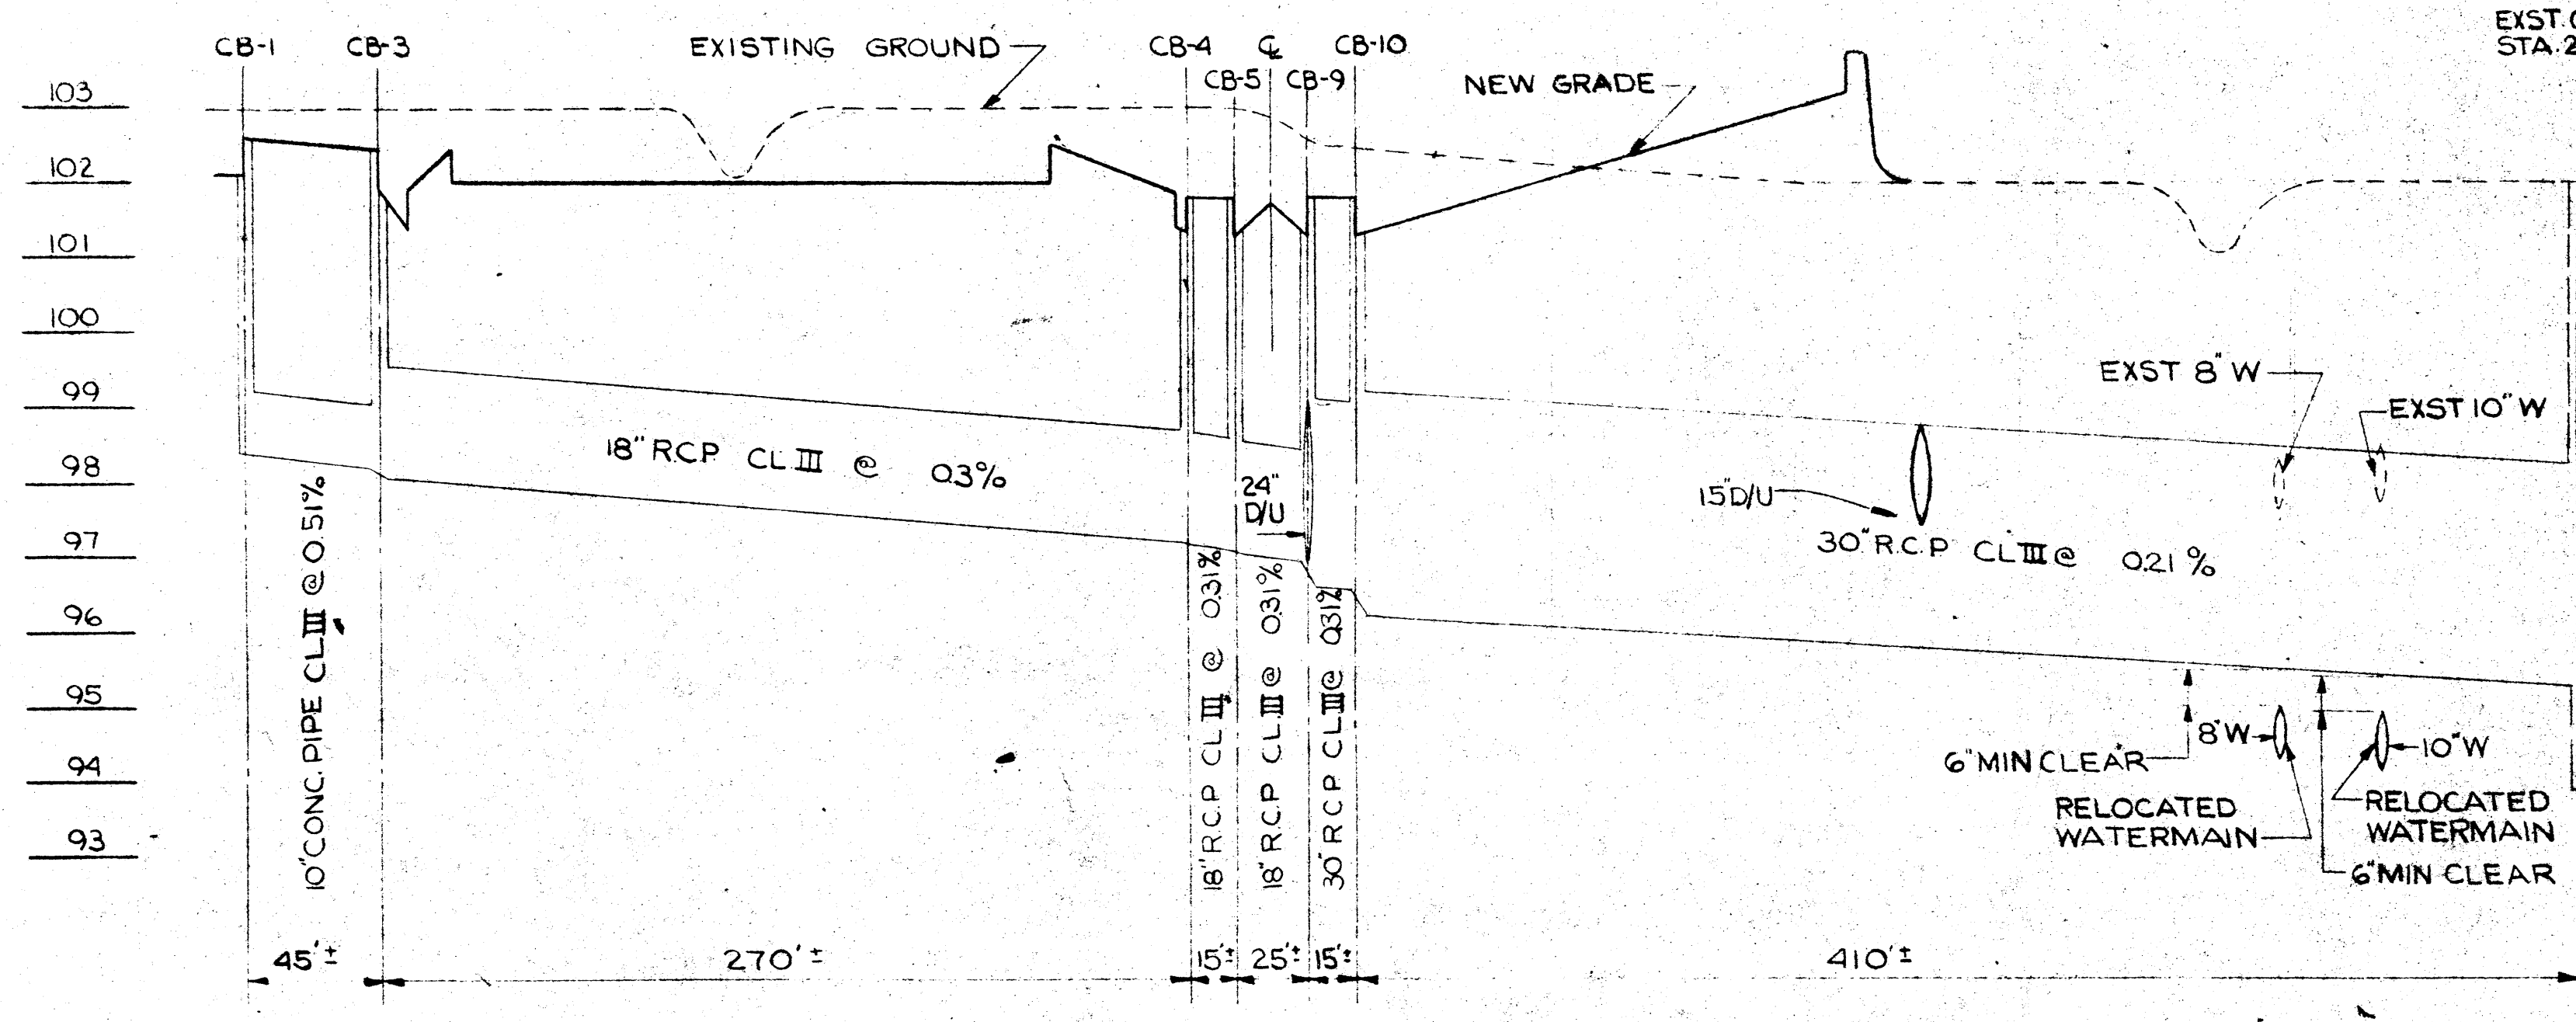 EXST.
STA. 2
CB-1
CB-3
EXISTING GROUND
CB-4
℄
CB-10
CB-5
CB-9
NEW GRADE
103
102
101
100
99
98
97
96
95
94
93
18" R.C.P. CL III @ 0.3%
10" CONC. PIPE CL III @ 0.51%
24"
D/U
18" R.C.P CL III @ 0.31%
18" R.C.P CL III @ 0.31%
30" R.C.P CL III @ 0.31%
15" D/U
30" R.C.P CL III @ 0.21%
EXST 8" W
EXST 10" W
6" MIN CLEAR
8" W
10" W
RELOCATED
WATERMAIN
RELOCATED
WATERMAIN
6" MIN CLEAR
45'±
270'±
15'±
25'±
15'±
410'±